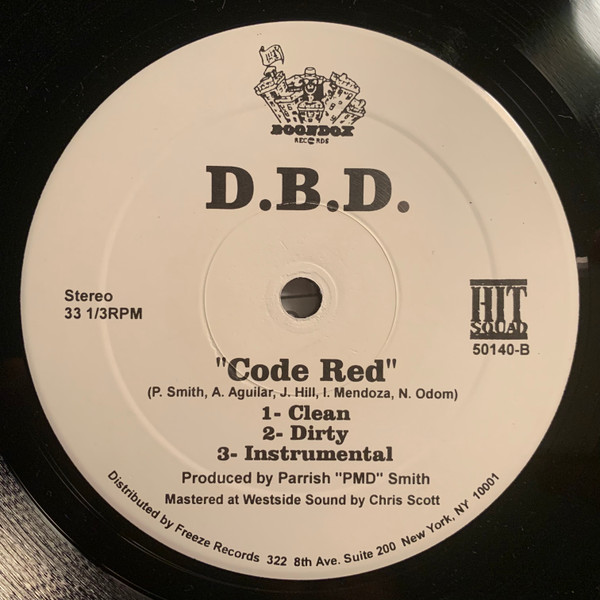 BOONDOX
RECORDS
D.B.D.
Stereo
33 1/3RPM
HIT
SQUAD
50140-B
"Code Red"
(P. Smith, A. Aguilar, J. Hill, I. Mendoza, N. Odom)
1- Clean
2- Dirty
3- Instrumental
Produced by Parrish "PMD" Smith
Mastered at Westside Sound by Chris Scott
Distributed by Freeze Records 322 8th Ave. Suite 200 New York, NY 10001